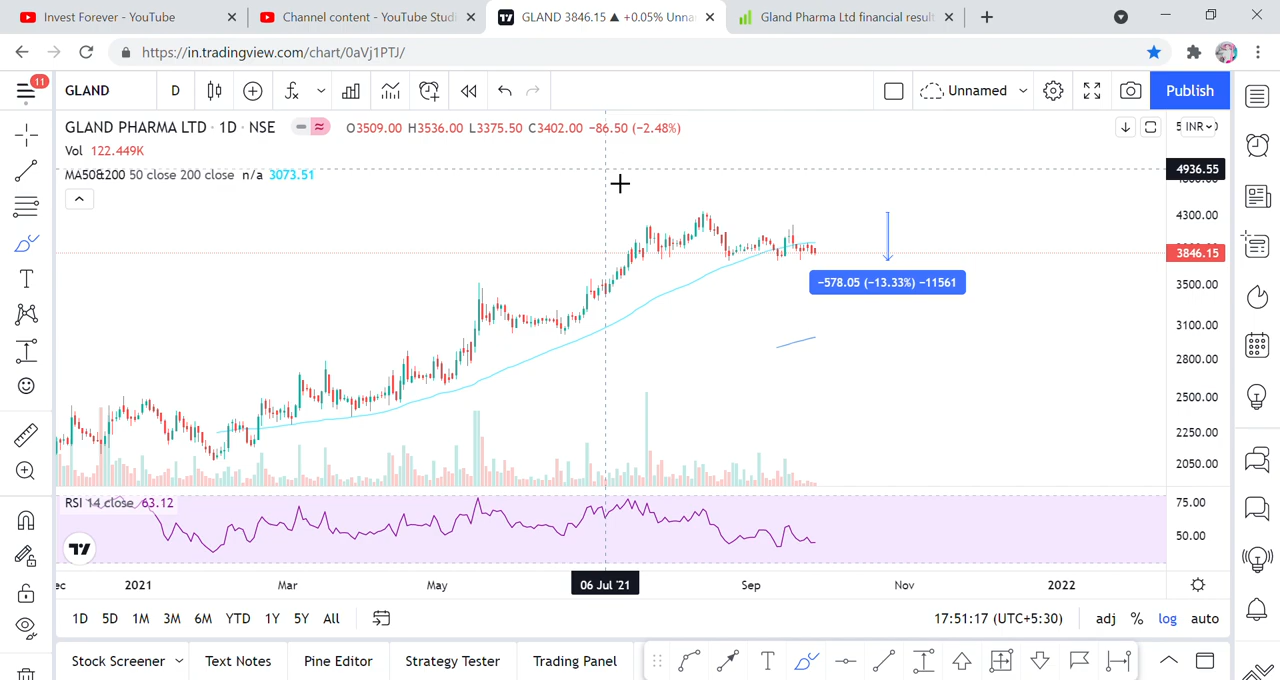 Invest Forever - YouTube
Channel content - YouTube Studi
GLAND 3846.15 ▲ +0.05% Unna
Gland Pharma Ltd financial result
https://in.tradingview.com/chart/0aVj1PTJ/
11
GLAND
D
Unnamed
Publish
GLAND PHARMA LTD · 1D · NSE
O3509.00 H3536.00 L3375.50 C3402.00 −86.50 (−2.48%)
INR
Vol 122.449K
MA50&200 50 close 200 close n/a 3073.51
4936.55
4300.00
3846.15
3500.00
3100.00
2800.00
2500.00
2250.00
2050.00
−578.05 (−13.33%) −11561
RSI 14 close 63.12
75.00
50.00
ec
2021
Mar
May
06 Jul '21
Sep
Nov
2022
1D 5D 1M 3M 6M YTD 1Y 5Y All
17:51:17 (UTC+5:30)
adj % log auto
Stock Screener
Text Notes
Pine Editor
Strategy Tester
Trading Panel